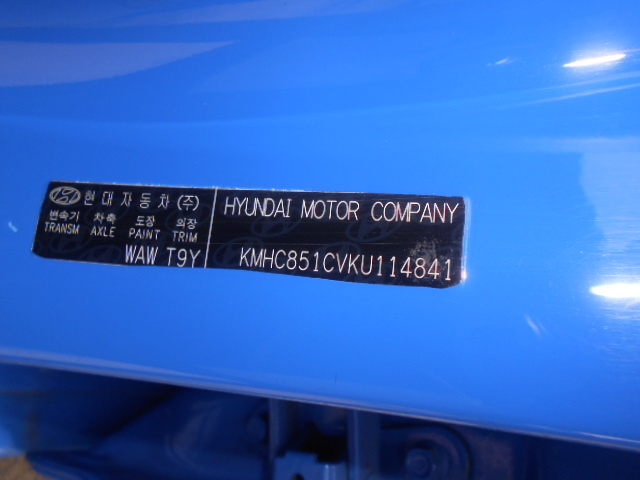 현대자동차(주)
변속기 차축 도장 의장
TRANSM AXLE PAINT TRIM
WAW T9Y
HYUNDAI MOTOR COMPANY
KMHC851CVKU114841